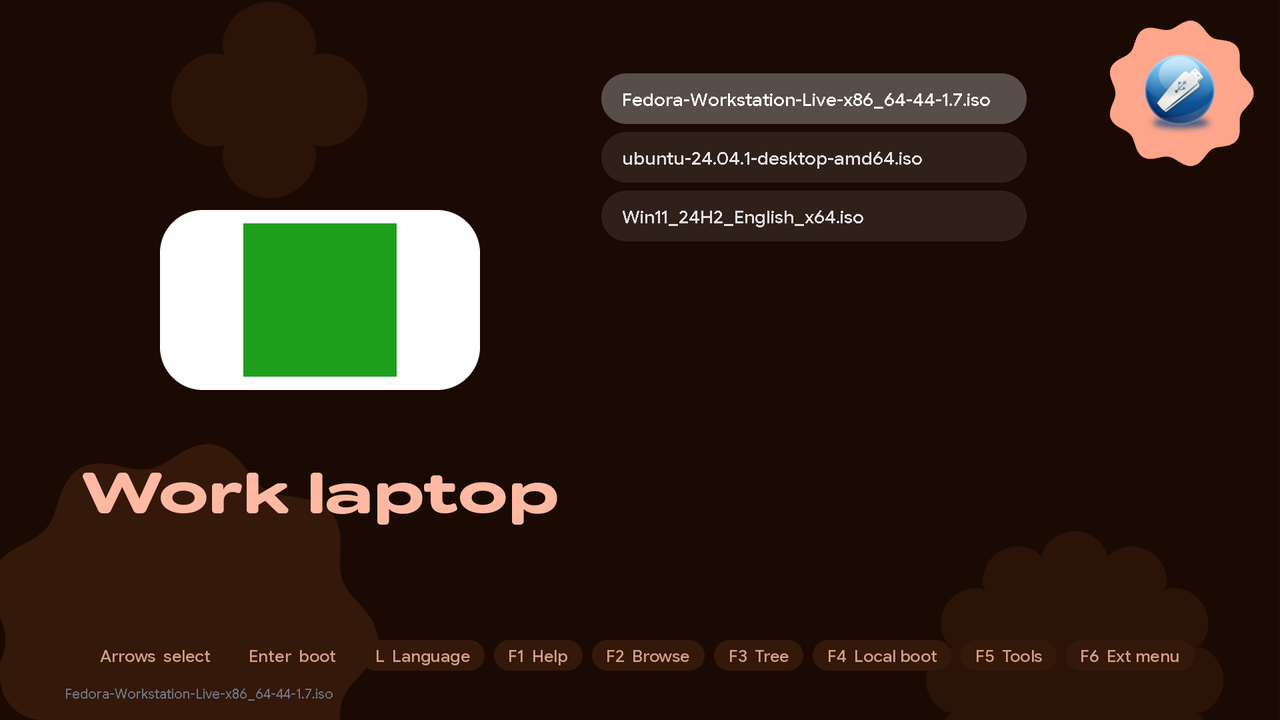 Fedora-Workstation-Live-x86_64-44-1.7.iso
ubuntu-24.04.1-desktop-amd64.iso
Win11_24H2_English_x64.iso
Work laptop
Arrows select Enter boot L Language F1 Help F2 Browse F3 Tree F4 Local boot F5 Tools F6 Ext menu
Fedora-Workstation-Live-x86_64-44-1.7.iso